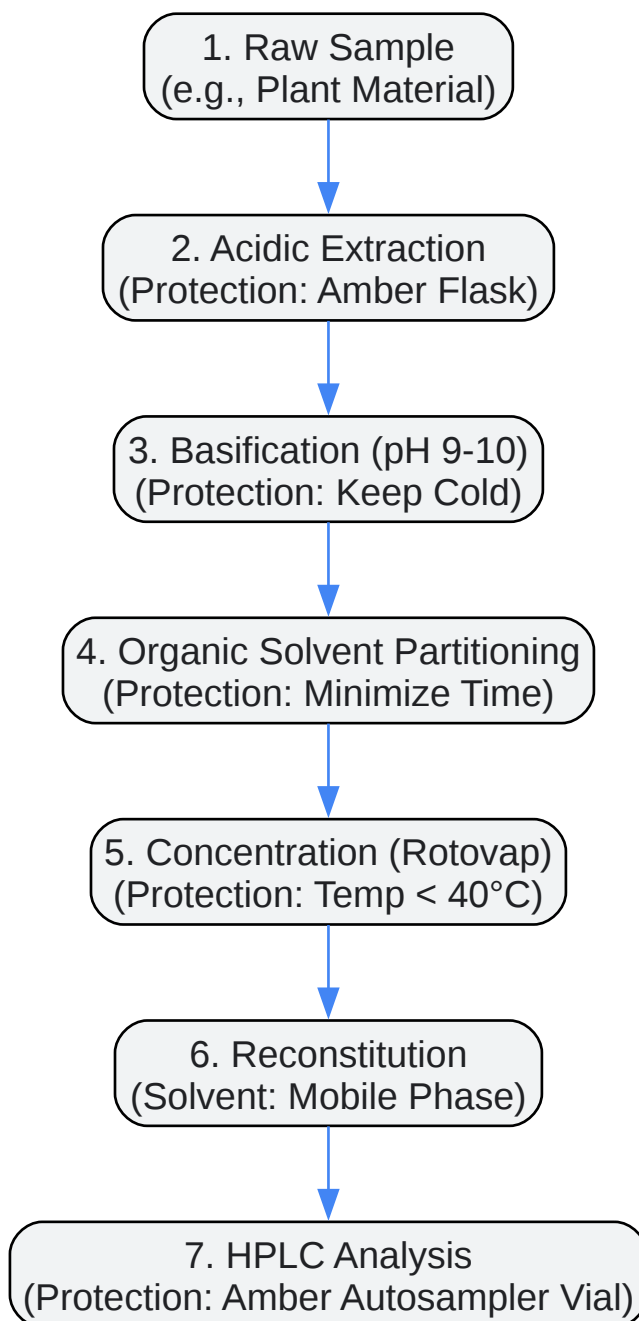 1. Raw Sample
(e.g., Plant Material)
2. Acidic Extraction
(Protection: Amber Flask)
3. Basification (pH 9-10)
(Protection: Keep Cold)
4. Organic Solvent Partitioning
(Protection: Minimize Time)
5. Concentration (Rotovap)
(Protection: Temp < 40°C)
6. Reconstitution
(Solvent: Mobile Phase)
7. HPLC Analysis
(Protection: Amber Autosampler Vial)